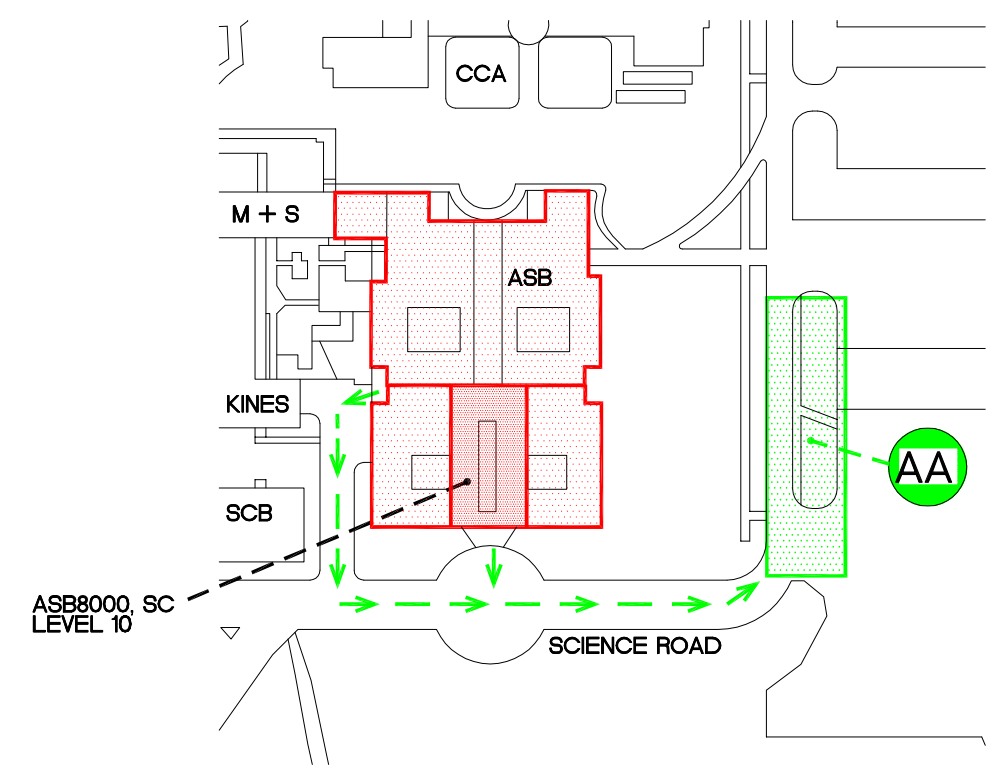 CCA
M + S
ASB
KINES
AA
SCB
ASB8000, SC
LEVEL 10
SCIENCE ROAD